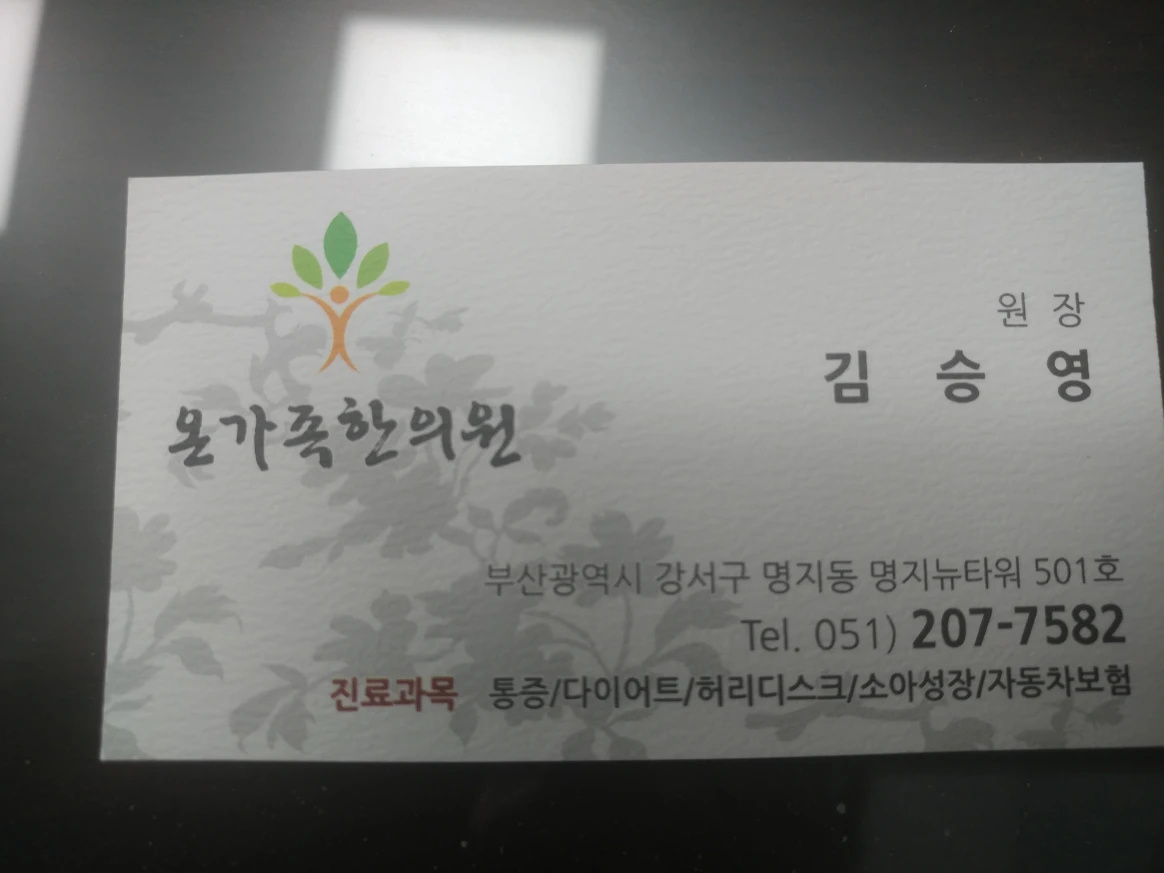 온가족한의원
원 장
김 승 영
부산광역시 강서구 명지동 명지뉴타워 501호
Tel. 051) 207-7582
진료과목 통증/다이어트/허리디스크/소아성장/자동차보험